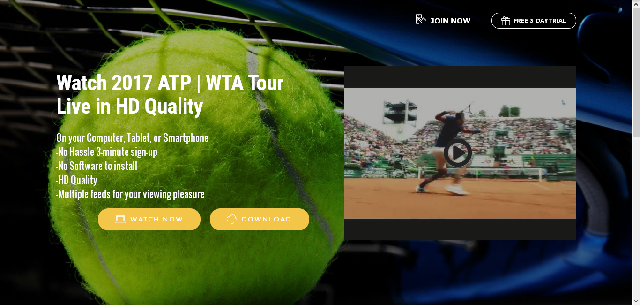 JOIN NOW
FREE 3 DAY TRIAL
Watch 2017 ATP | WTA Tour
Live in HD Quality
On your Computer, Tablet, or Smartphone
-No Hassle 3-minute sign-up
-No Software to install
-HD Quality
-Multiple feeds for your viewing pleasure
WATCH NOW
DOWNLOAD